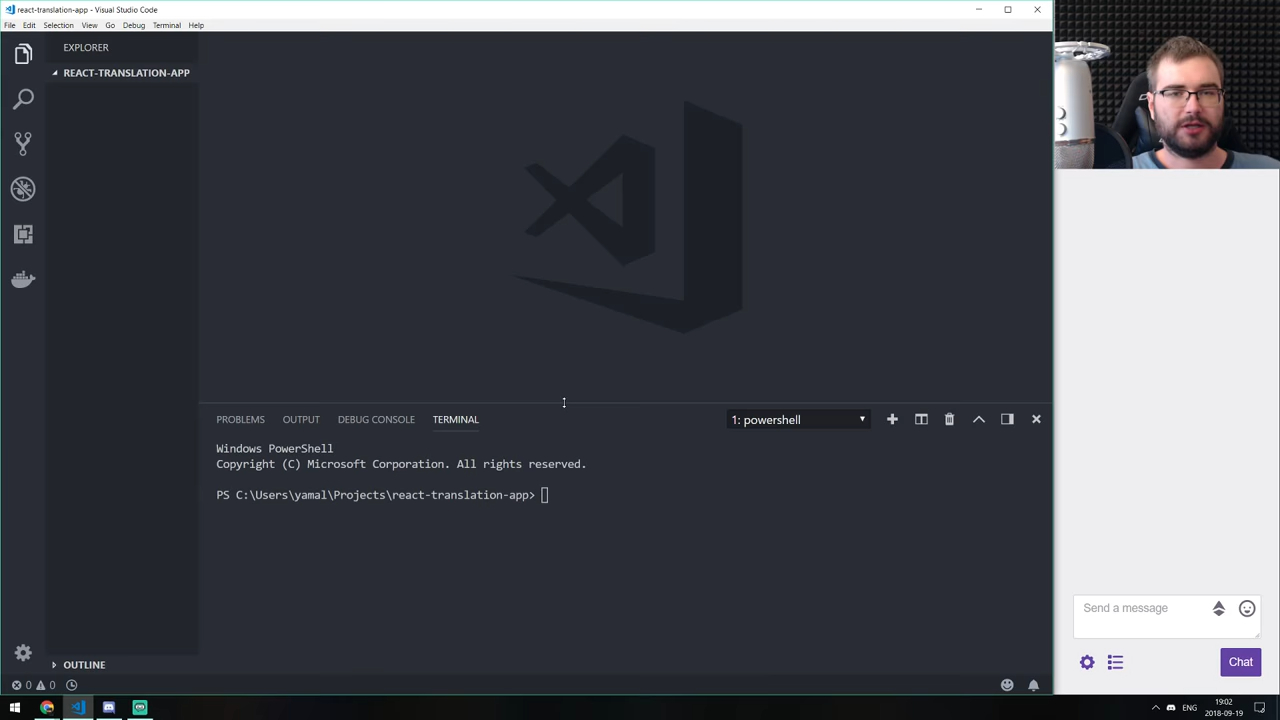 react-translation-app - Visual Studio Code
File Edit Selection View Go Debug Terminal Help
EXPLORER
REACT-TRANSLATION-APP
PROBLEMS OUTPUT DEBUG CONSOLE TERMINAL
1: powershell
Windows PowerShell
Copyright (C) Microsoft Corporation. All rights reserved.
PS C:\Users\yamal\Projects\react-translation-app>
OUTLINE
0 0
Send a message
Chat
ENG
19:02
2018-09-19